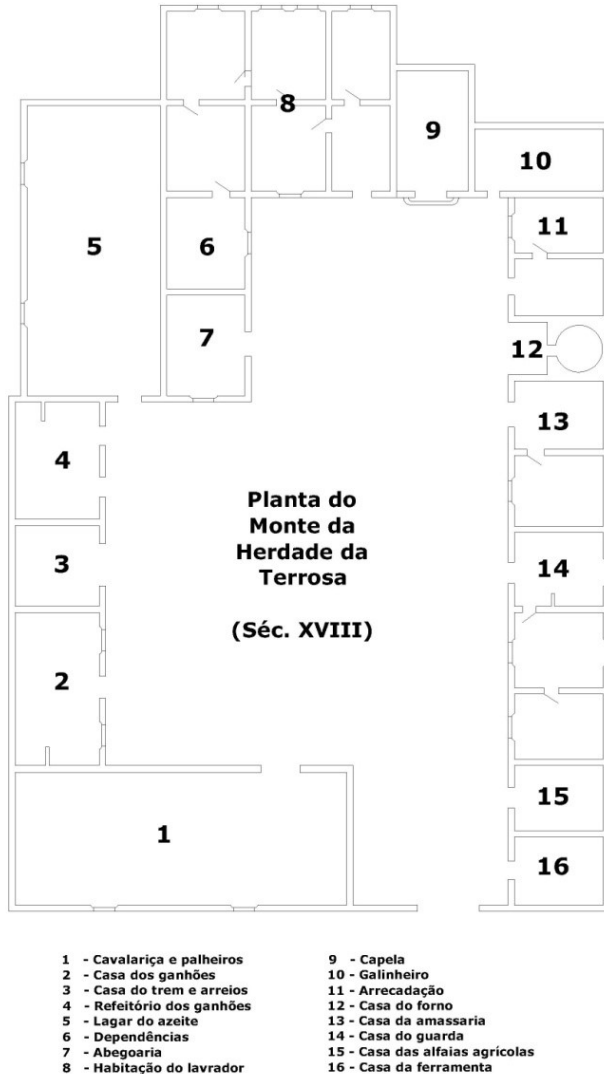 8
9
10
11
5
6
7
12
13
4
3
14
2
15
1
16
Planta do
Monte da
Herdade da
Terrosa
(Séc. XVIII)
1 - Cavalariça e palheiros
2 - Casa dos ganhões
3 - Casa do trem e arreios
4 - Refeitório dos ganhões
5 - Lagar do azeite
6 - Dependências
7 - Abegoaria
8 - Habitação do lavrador
9 - Capela
10 - Galinheiro
11 - Arrecadação
12 - Casa do forno
13 - Casa da amassaria
14 - Casa do guarda
15 - Casa das alfaias agrícolas
16 - Casa da ferramenta